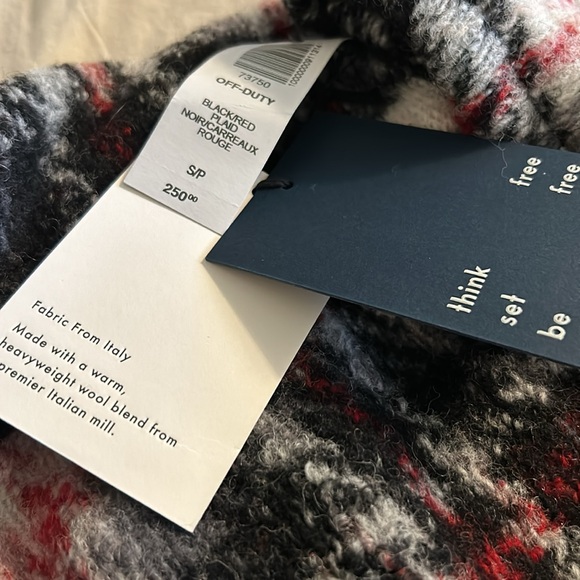 73750
OFF-DUTY
BLACK/RED
PLAID
NOIR/CARREAUX
ROUGE
S/P
250⁰⁰
Fabric From Italy
Made with a warm,
heavyweight wool blend from
premier Italian mill.
think free
set free
be